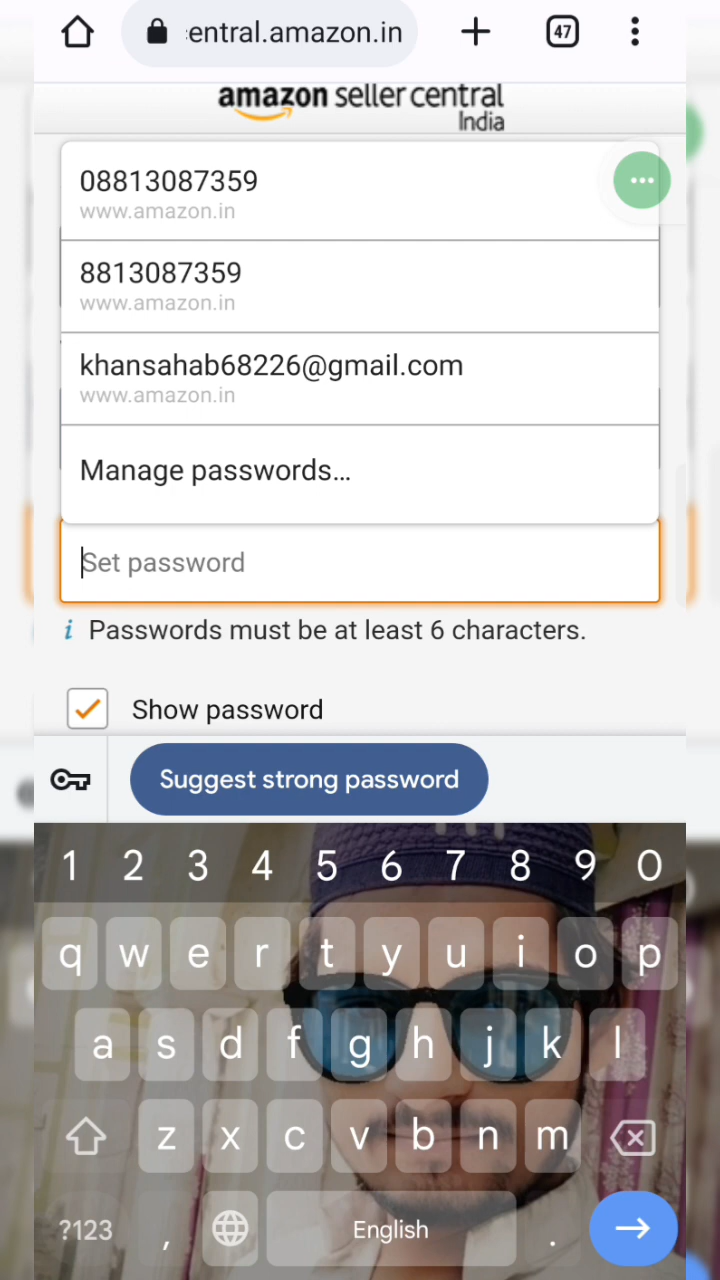 :entral.amazon.in
47
amazon seller central
India
08813087359
www.amazon.in
8813087359
www.amazon.in
khansahab68226@gmail.com
www.amazon.in
Manage passwords...
Set password
i Passwords must be at least 6 characters.
Show password
Suggest strong password
1 2 3 4 5 6 7 8 9 0
q w e r t y u i o p
a s d f g h j k l
z x c v b n m
?123 , English .